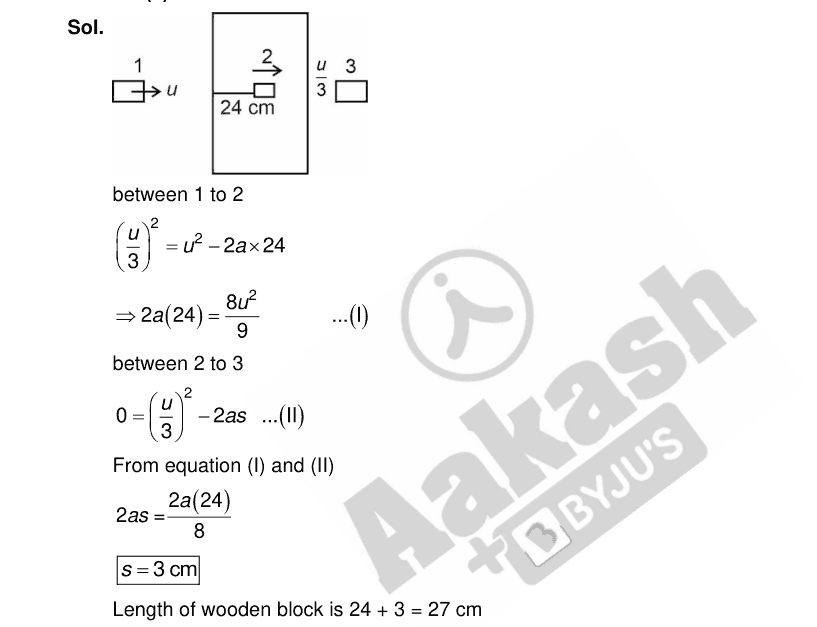 Sol.
1 2 u/3 3
u
24 cm
between 1 to 2
(u/3)² = u² − 2a×24
⇒ 2a(24) = 8u²/9 ...(I)
between 2 to 3
0 = (u/3)² − 2as ...(II)
From equation (I) and (II)
2as = 2a(24)/8
s = 3 cm
Length of wooden block is 24 + 3 = 27 cm
Aakash
+B BYJU'S